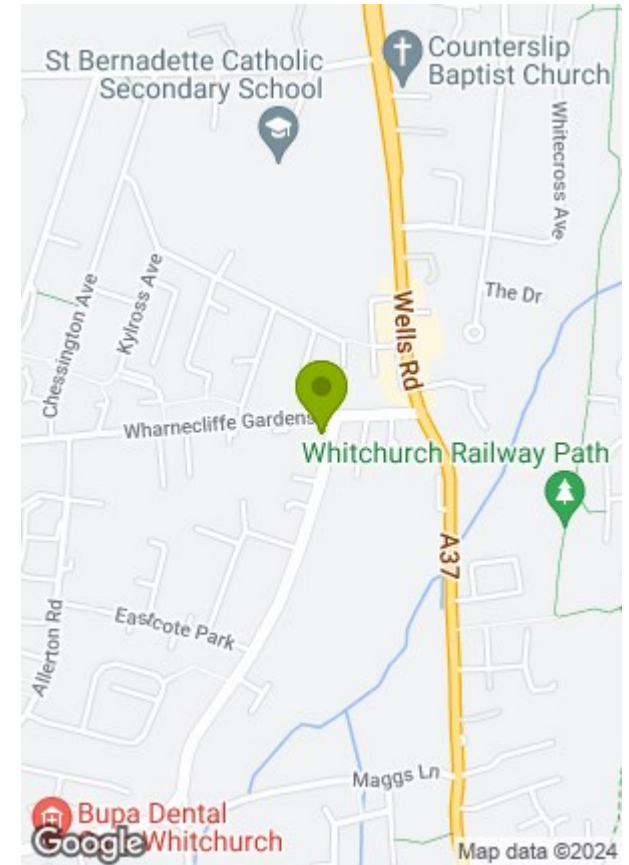 St Bernadette Catholic
Secondary School
Counterslip
Baptist Church
Whitecross Ave
The Dr
Kylross Ave
Chessington Ave
Wells Rd
Wharnecliffe Gardens
Whitchurch Railway Path
A37
Allerton Rd
Eastcote Park
Maggs Ln
Bupa Dental
Whitchurch
Google
Map data ©2024